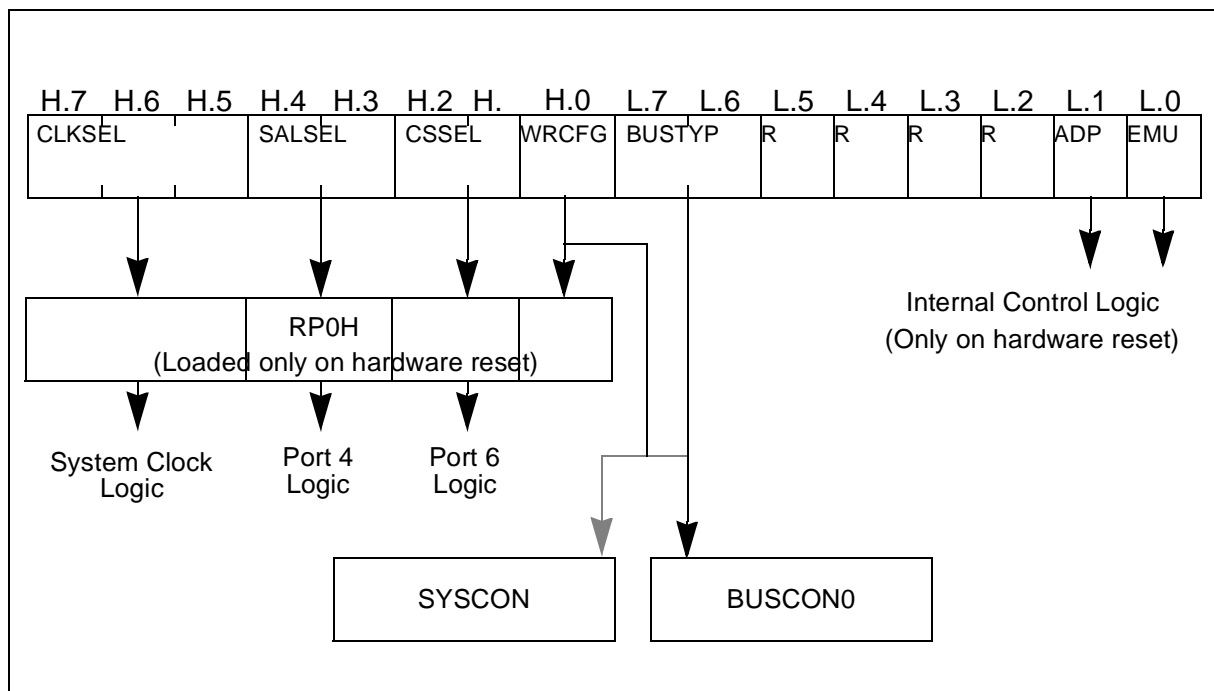 H.7 H.6 H.5 H.4 H.3 H.2 H. H.0 L.7 L.6 L.5 L.4 L.3 L.2 L.1 L.0
CLKSEL SALSEL CSSEL WRCFG BUSTYP R R R R ADP EMU
RP0H
(Loaded only on hardware reset)
Internal Control Logic
(Only on hardware reset)
System Clock
Logic
Port 4
Logic
Port 6
Logic
SYSCON
BUSCON0